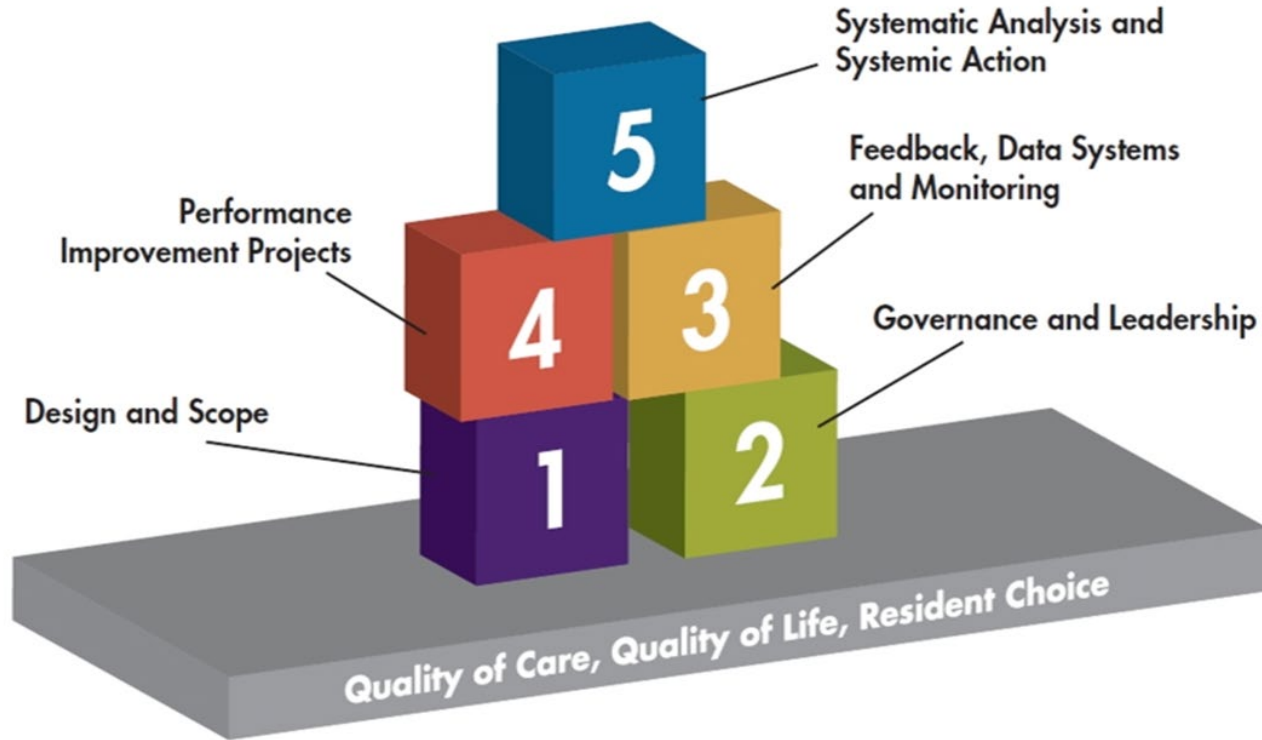 Systematic Analysis and
Systemic Action
5
Feedback, Data Systems
and Monitoring
Performance
Improvement Projects
4
3
Governance and Leadership
Design and Scope
1
2
Quality of Care, Quality of Life, Resident Choice